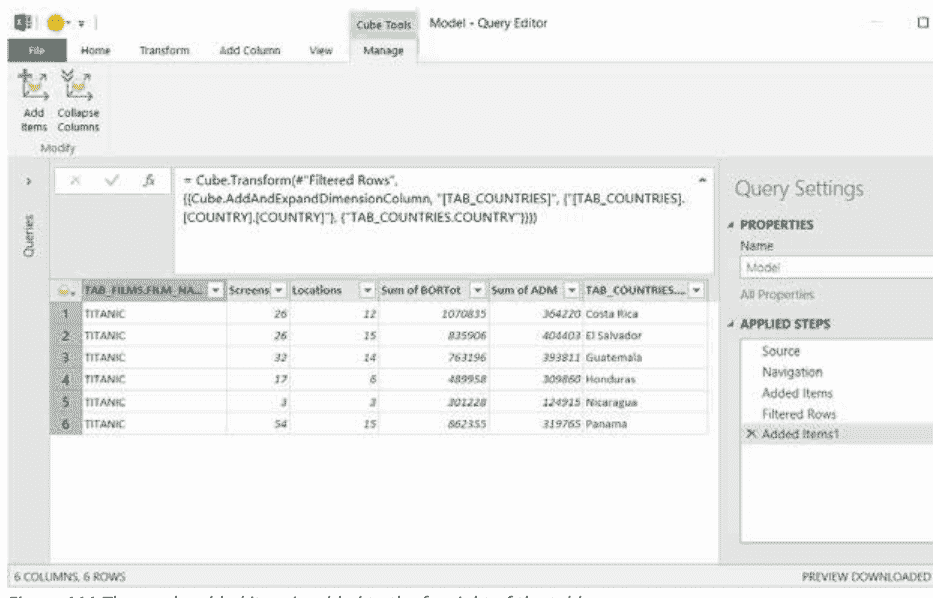 Cube Tools Model - Query Editor
File Home Transform Add Column View Manage
Add Items
Collapse Columns
Modify
Queries
fx
= Cube.Transform(#"Filtered Rows",
{{Cube.AddAndExpandDimensionColumn, "[TAB_COUNTRIES]", {"[TAB_COUNTRIES].
[COUNTRY].[COUNTRY]"}, {"TAB_COUNTRIES.COUNTRY"}}})
TAB_FILMS.FILM_NA... Screens Locations Sum of BORTot Sum of ADM TAB_COUNTRIES....
1 TITANIC 26 12 1070835 364220 Costa Rica
2 TITANIC 26 15 835906 404403 El Salvador
3 TITANIC 32 14 763196 393811 Guatemala
4 TITANIC 17 6 489958 309860 Honduras
5 TITANIC 3 3 301228 124915 Nicaragua
6 TITANIC 54 15 862355 319765 Panama
Query Settings
PROPERTIES
Name
Model
All Properties
APPLIED STEPS
Source
Navigation
Added Items
Filtered Rows
Added Items1
6 COLUMNS, 6 ROWS
PREVIEW DOWNLOADED